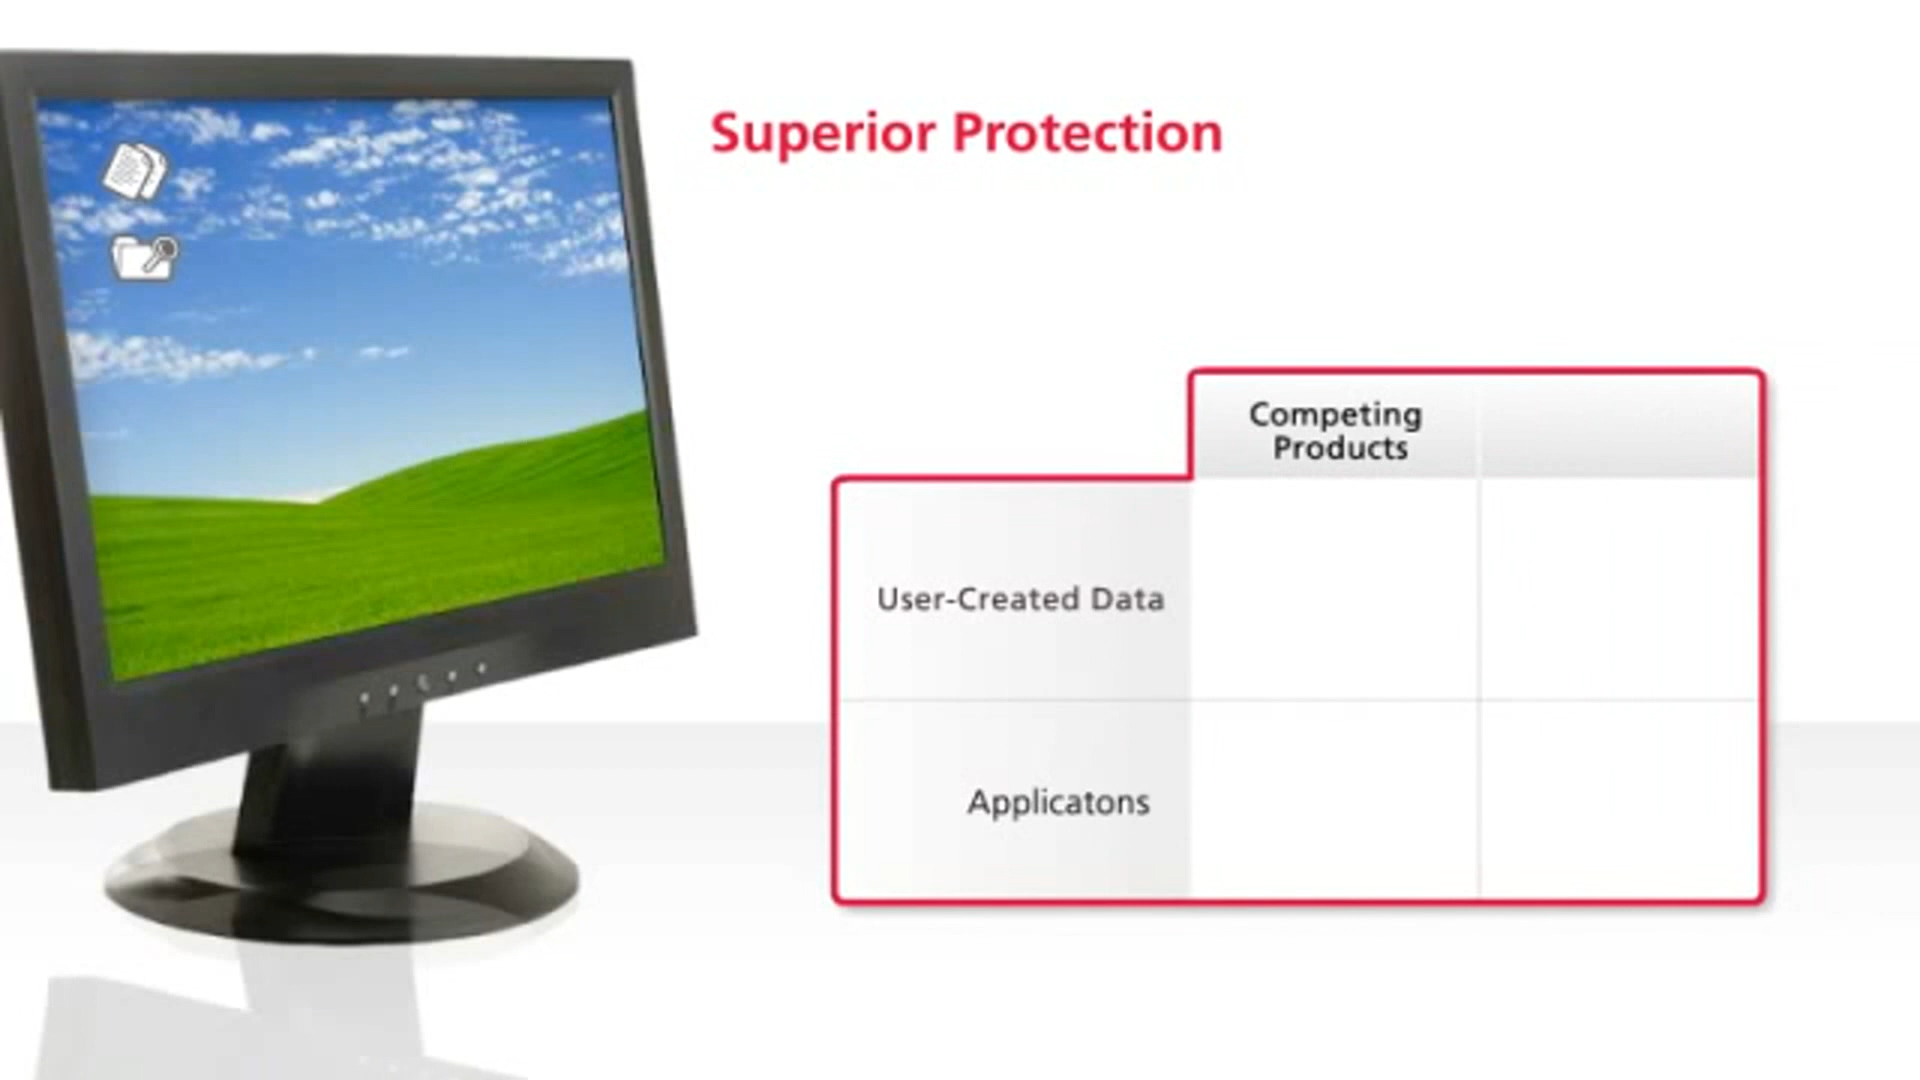 Superior Protection
Competing
Products
User-Created Data
Applicatons